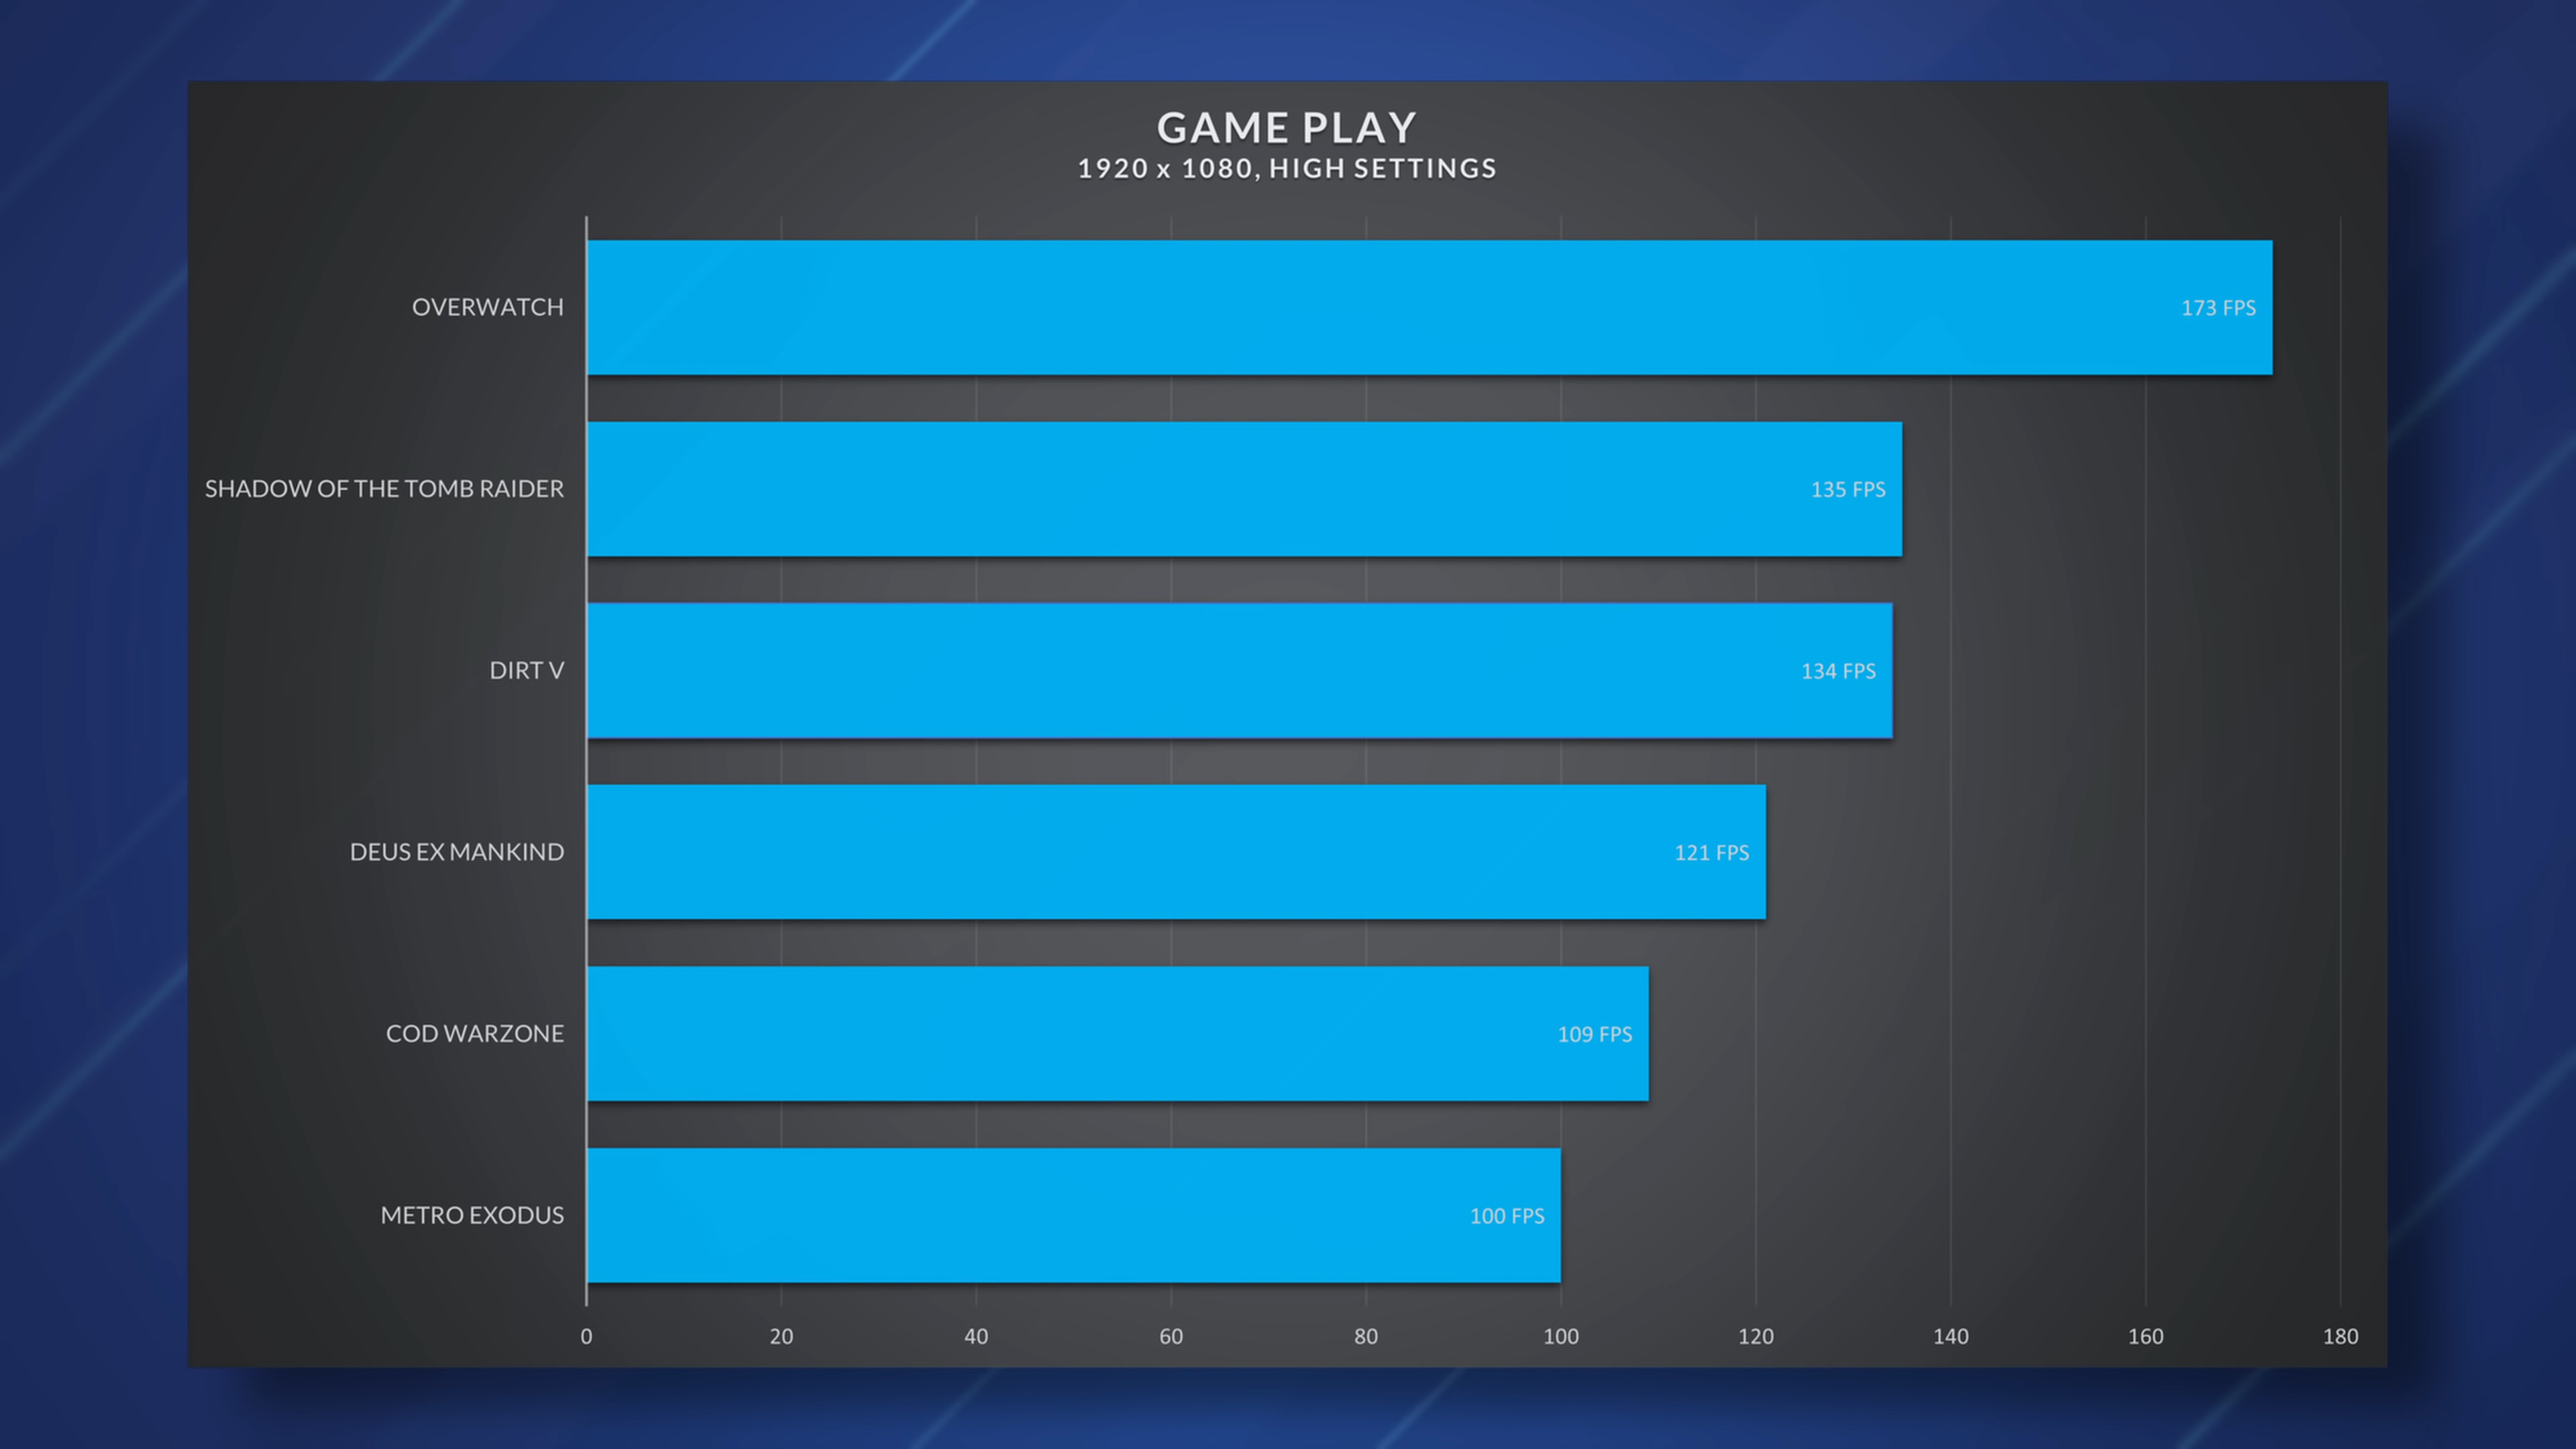 GAME PLAY
1920 x 1080, HIGH SETTINGS
OVERWATCH
173 FPS
SHADOW OF THE TOMB RAIDER
135 FPS
DIRT V
134 FPS
DEUS EX MANKIND
121 FPS
COD WARZONE
109 FPS
METRO EXODUS
100 FPS
0 20 40 60 80 100 120 140 160 180